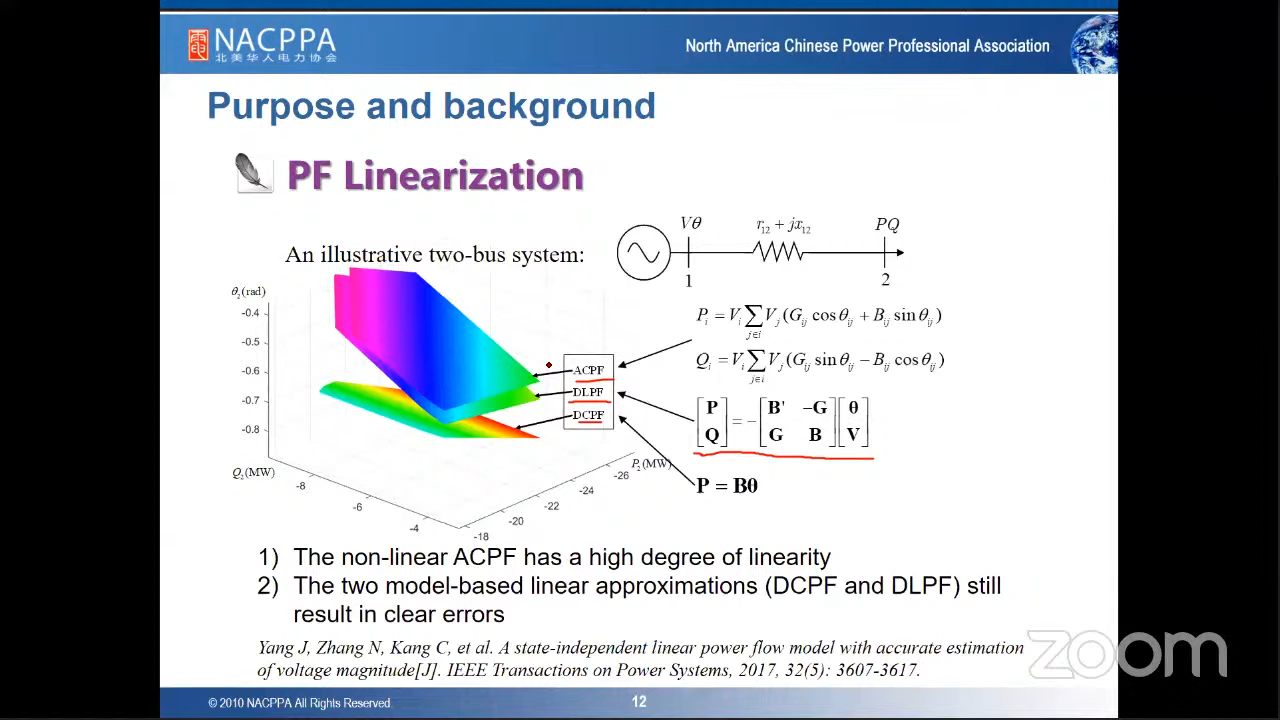 NACPPA
北美华人电力协会
North America Chinese Power Professional Association
Purpose and background
PF Linearization
An illustrative two-bus system:
Vθ
r12 + jx12
PQ
1
2
θ2(rad)
-0.4
-0.5
-0.6
-0.7
-0.8
Q2(MW)
-8
-6
-4
P2(MW)
-26
-24
-22
-20
-18
ACPF
DLPF
DCPF
Pi = Vi ∑j∈i Vj (Gij cos θij + Bij sin θij)
Qi = Vi ∑j∈i Vj (Gij sin θij − Bij cos θij)
[P Q] = −[B' −G G B][θ V]
P = Bθ
1) The non-linear ACPF has a high degree of linearity
2) The two model-based linear approximations (DCPF and DLPF) still
result in clear errors
Yang J, Zhang N, Kang C, et al. A state-independent linear power flow model with accurate estimation
of voltage magnitude[J]. IEEE Transactions on Power Systems, 2017, 32(5): 3607-3617.
zoom
© 2010 NACPPA All Rights Reserved.
12